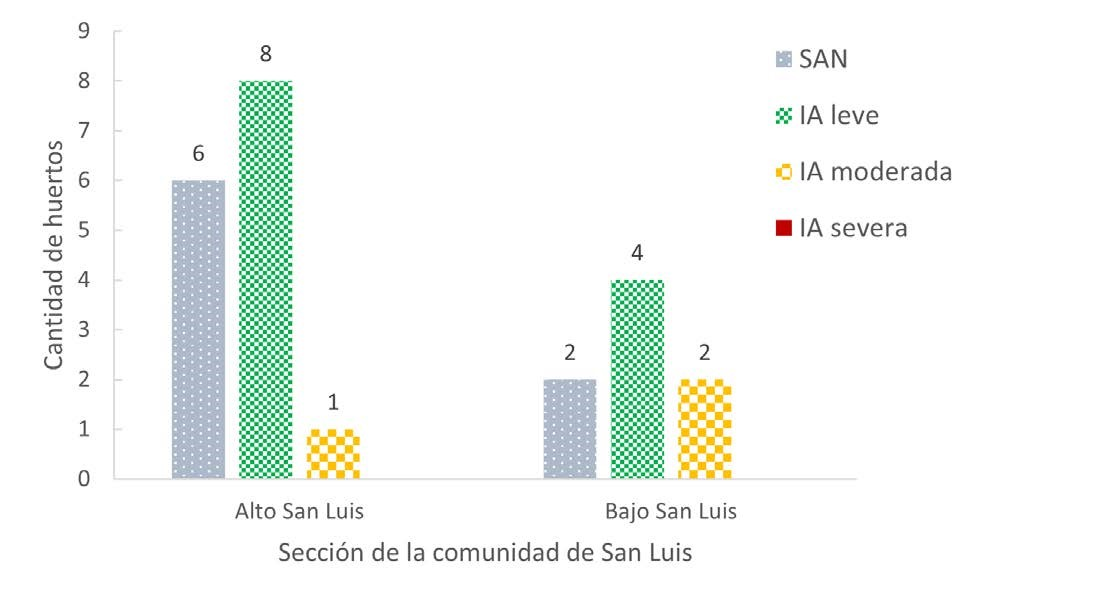 Cantidad de huertos
9
8
7
6
5
4
3
2
1
0
6
8
1
2
4
2
Alto San Luis
Bajo San Luis
Sección de la comunidad de San Luis
SAN
IA leve
IA moderada
IA severa